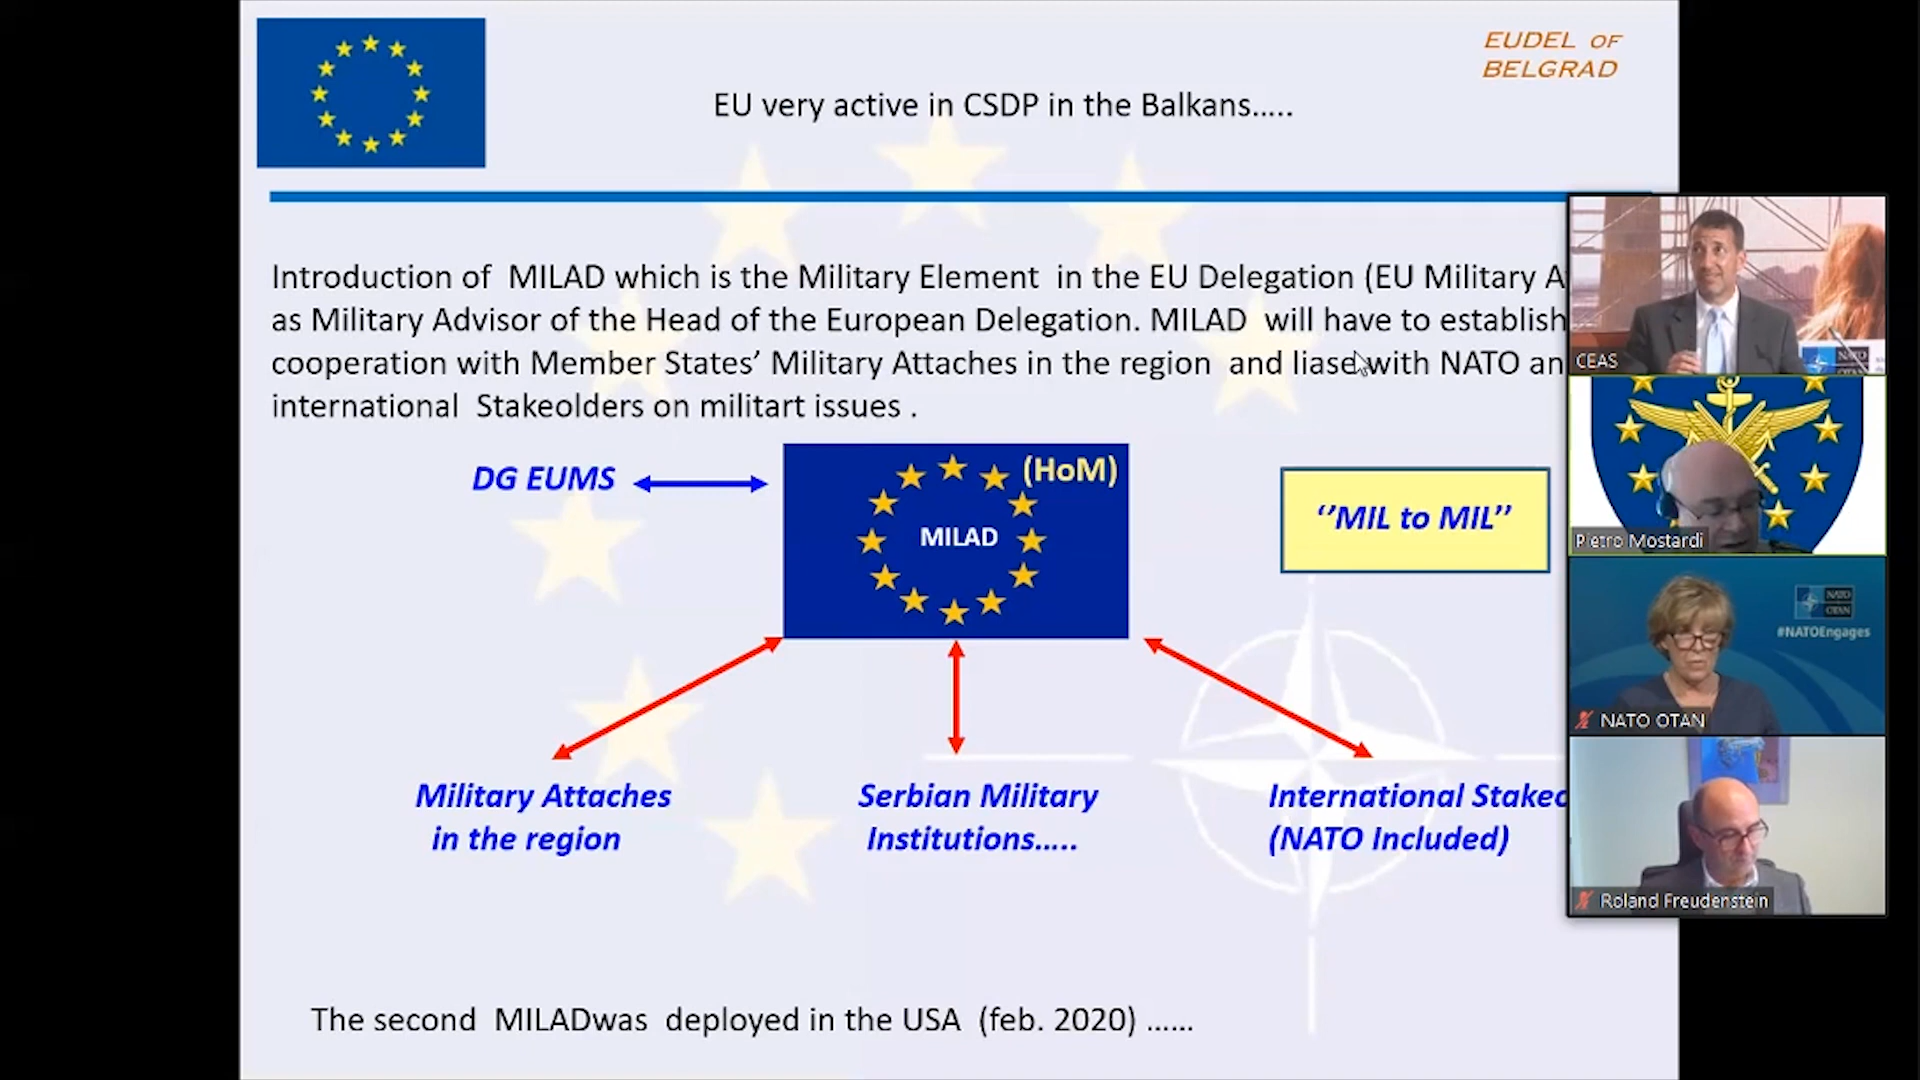 EUDEL OF
BELGRAD
EU very active in CSDP in the Balkans.....
Introduction of MILAD which is the Military Element in the EU Delegation (EU Military A
as Military Advisor of the Head of the European Delegation. MILAD will have to establish
cooperation with Member States’ Military Attaches in the region and liase with NATO an
international Stakeolders on militart issues .
DG EUMS
(HoM)
MILAD
‘’MIL to MIL’’
Military Attaches
in the region
Serbian Military
Institutions.....
International Stakeo
(NATO Included)
The second MILADwas deployed in the USA (feb. 2020) ......
CEAS
NATO
Pietro Mostardi
NATO
OTAN
#NATOEngages
NATO OTAN
Roland Freudenstein